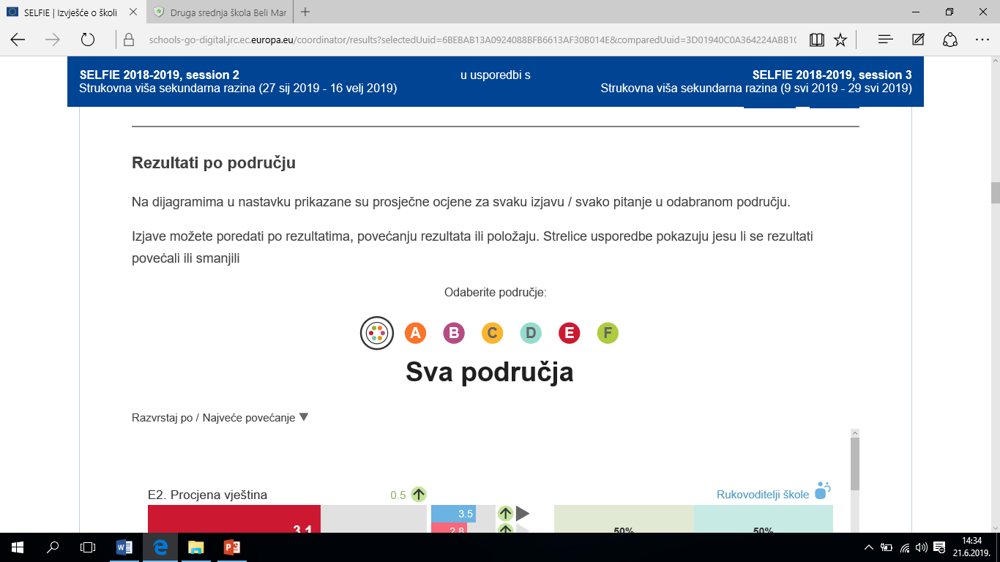 SELFIE | Izvješće o školi
Druga srednja škola Beli Mar
schools-go-digital.jrc.ec.europa.eu/coordinator/results?selectedUuid=6BEBAB13A0924088BFB6613AF30B014E&comparedUuid=3D01940C0A364224ABB1C
SELFIE 2018-2019, session 2
Strukovna viša sekundarna razina (27 sij 2019 - 16 velj 2019)
u usporedbi s
SELFIE 2018-2019, session 3
Strukovna viša sekundarna razina (9 svi 2019 - 29 svi 2019)
Rezultati po području
Na dijagramima u nastavku prikazane su prosječne ocjene za svaku izjavu / svako pitanje u odabranom području.
Izjave možete poredati po rezultatima, povećanju rezultata ili položaju. Strelice usporedbe pokazuju jesu li se rezultati
povećali ili smanjili
Odaberite područje:
A B C D E F
Sva područja
Razvrstaj po / Najveće povećanje
E2. Procjena vještina
0.5
Rukovoditelji škole
3.1
3.5
2.8
50%
50%
14:34
21.6.2019.